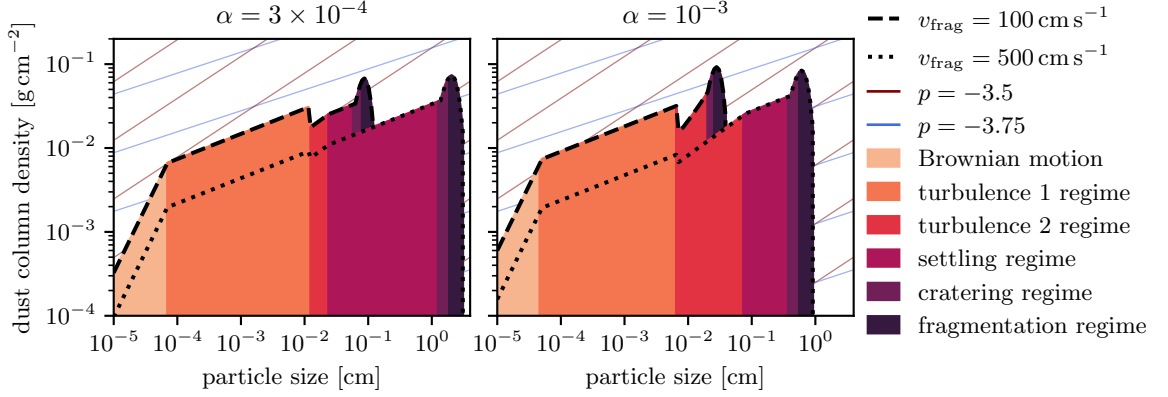 α = 3 × 10⁻⁴
α = 10⁻³
dust column density [g cm⁻²]
10⁻¹
10⁻²
10⁻³
10⁻⁴
10⁻⁵ 10⁻⁴ 10⁻³ 10⁻² 10⁻¹ 10⁰
10⁻⁵ 10⁻⁴ 10⁻³ 10⁻² 10⁻¹ 10⁰
particle size [cm]
particle size [cm]
v_frag = 100 cm s⁻¹
v_frag = 500 cm s⁻¹
p = −3.5
p = −3.75
Brownian motion
turbulence 1 regime
turbulence 2 regime
settling regime
cratering regime
fragmentation regime